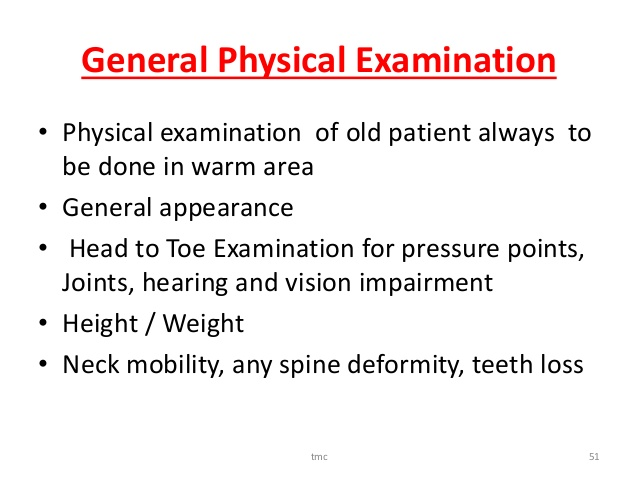 General Physical Examination
• Physical examination of old patient always to
be done in warm area
• General appearance
• Head to Toe Examination for pressure points,
Joints, hearing and vision impairment
• Height / Weight
• Neck mobility, any spine deformity, teeth loss
tmc
51